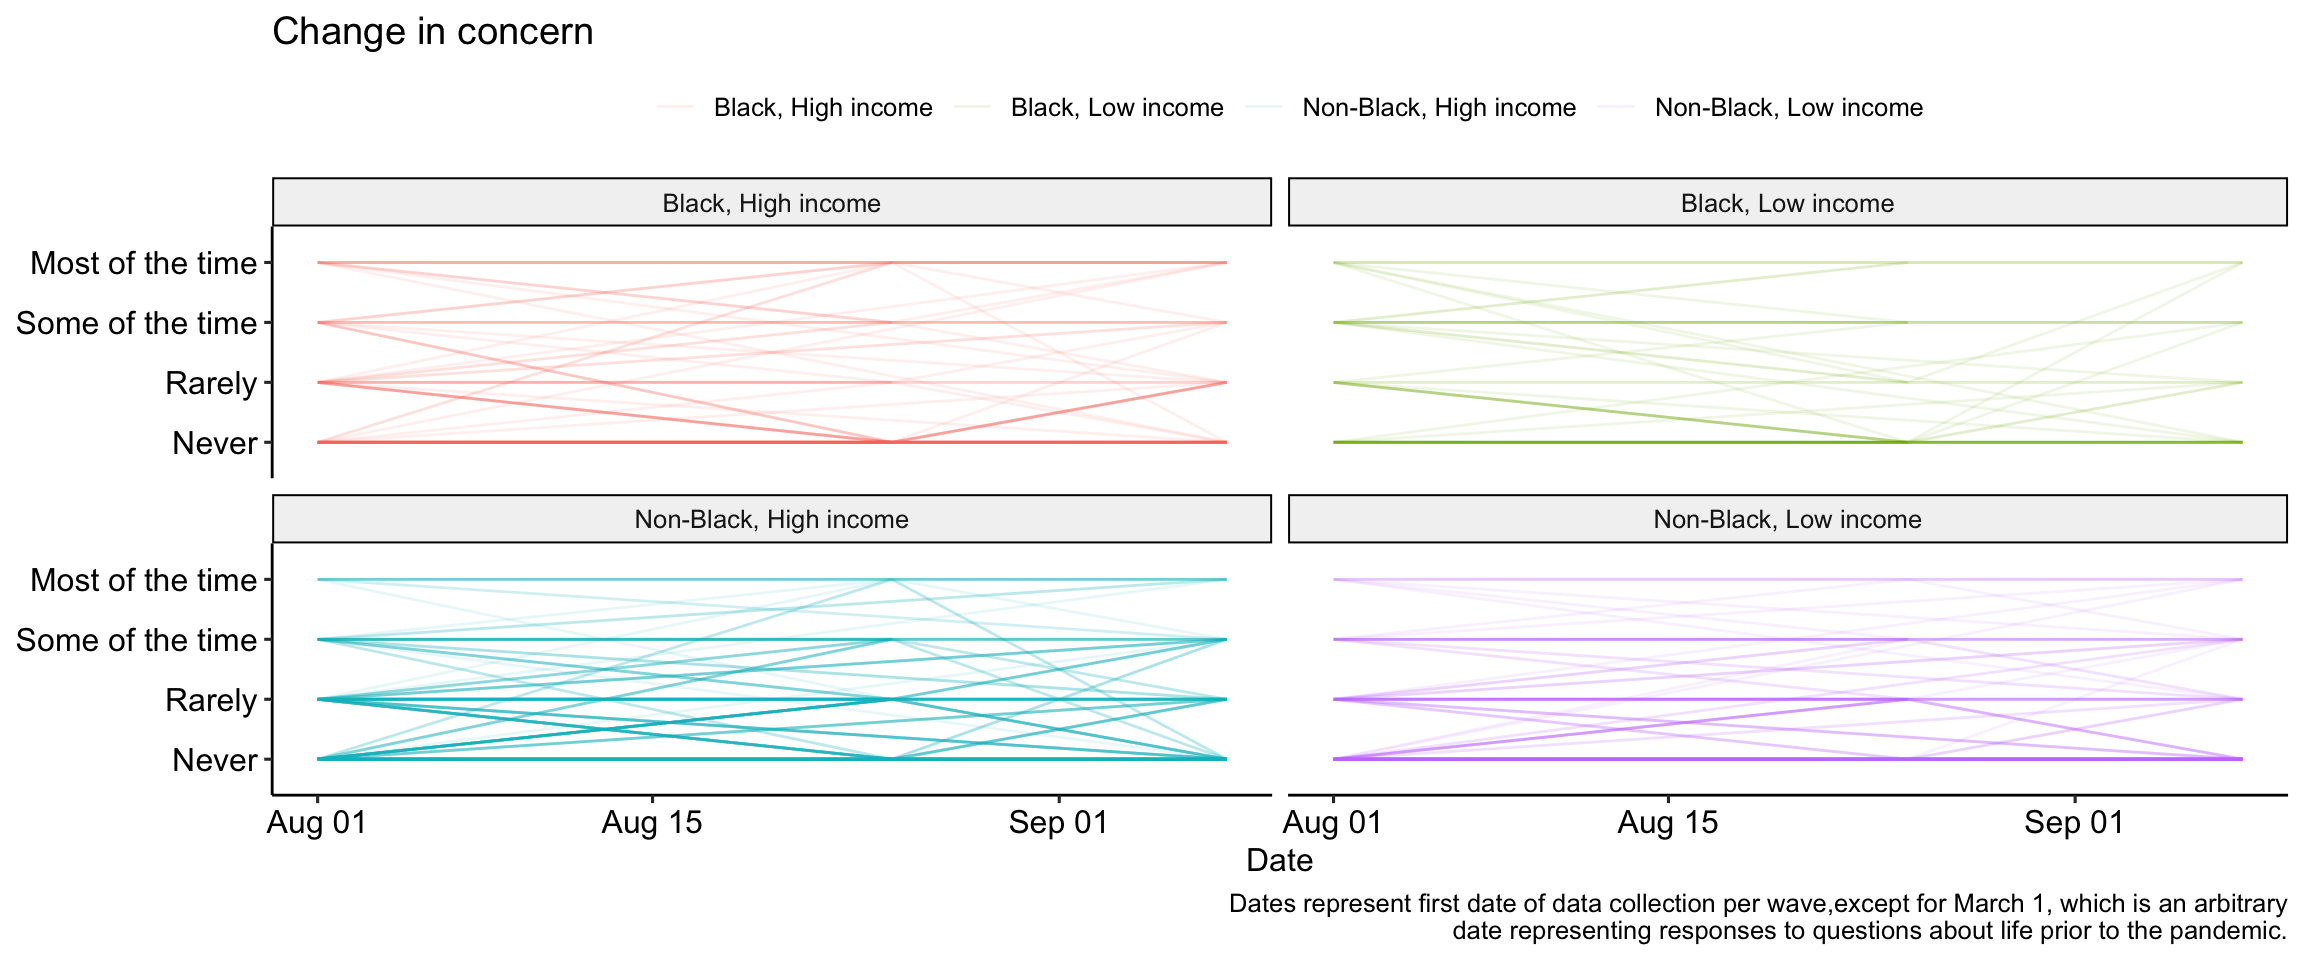 Change in concern
Black, High income Black, Low income Non-Black, High income Non-Black, Low income
Black, High income Black, Low income
Most of the time
Some of the time
Rarely
Never
Non-Black, High income Non-Black, Low income
Most of the time
Some of the time
Rarely
Never
Aug 01 Aug 15 Sep 01 Aug 01 Aug 15 Sep 01
Date
Dates represent first date of data collection per wave,except for March 1, which is an arbitrary
date representing responses to questions about life prior to the pandemic.